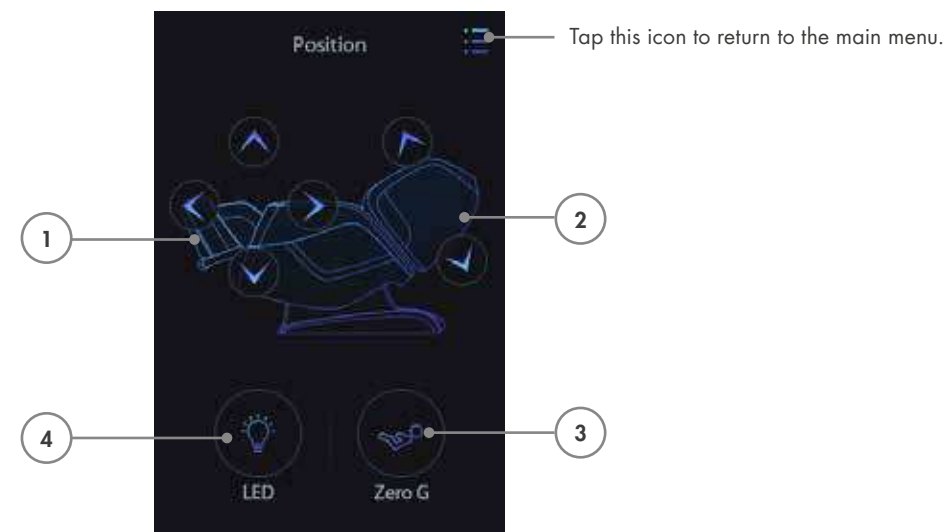 Position
Tap this icon to return to the main menu.
1
2
4
3
LED
Zero G